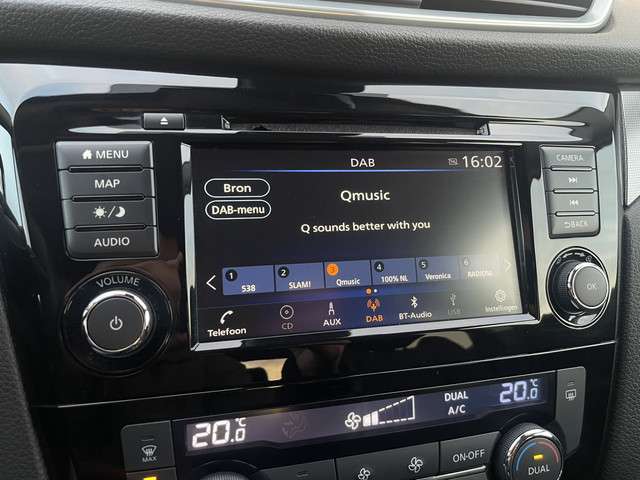 MENU
MAP
AUDIO
VOLUME
DAB
16:02
Bron
DAB-menu
Qmusic
Q sounds better with you
1
538
2
SLAM!
3
Qmusic
4
100% NL
5
Veronica
6
Telefoon
CD
AUX
DAB
BT-Audio
USB
Instellingen
CAMERA
BACK
OK
20.0 °C
DUAL
A/C
20.0 °C
MAX
ON·OFF
DUAL